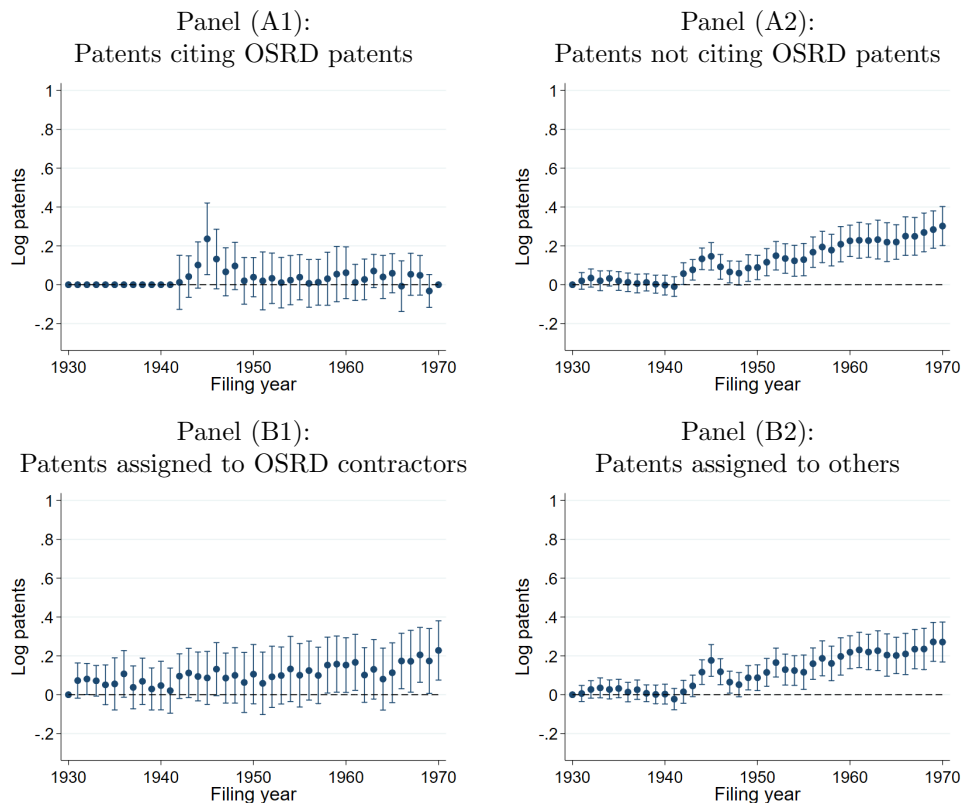 Panel (A1):
Patents citing OSRD patents
1
.8
.6
.4
.2
0
-.2
Log patents
1930 1940 1950 1960 1970
Filing year
Panel (A2):
Patents not citing OSRD patents
1
.8
.6
.4
.2
0
-.2
Log patents
1930 1940 1950 1960 1970
Filing year
Panel (B1):
Patents assigned to OSRD contractors
1
.8
.6
.4
.2
0
-.2
Log patents
1930 1940 1950 1960 1970
Filing year
Panel (B2):
Patents assigned to others
1
.8
.6
.4
.2
0
-.2
Log patents
1930 1940 1950 1960 1970
Filing year